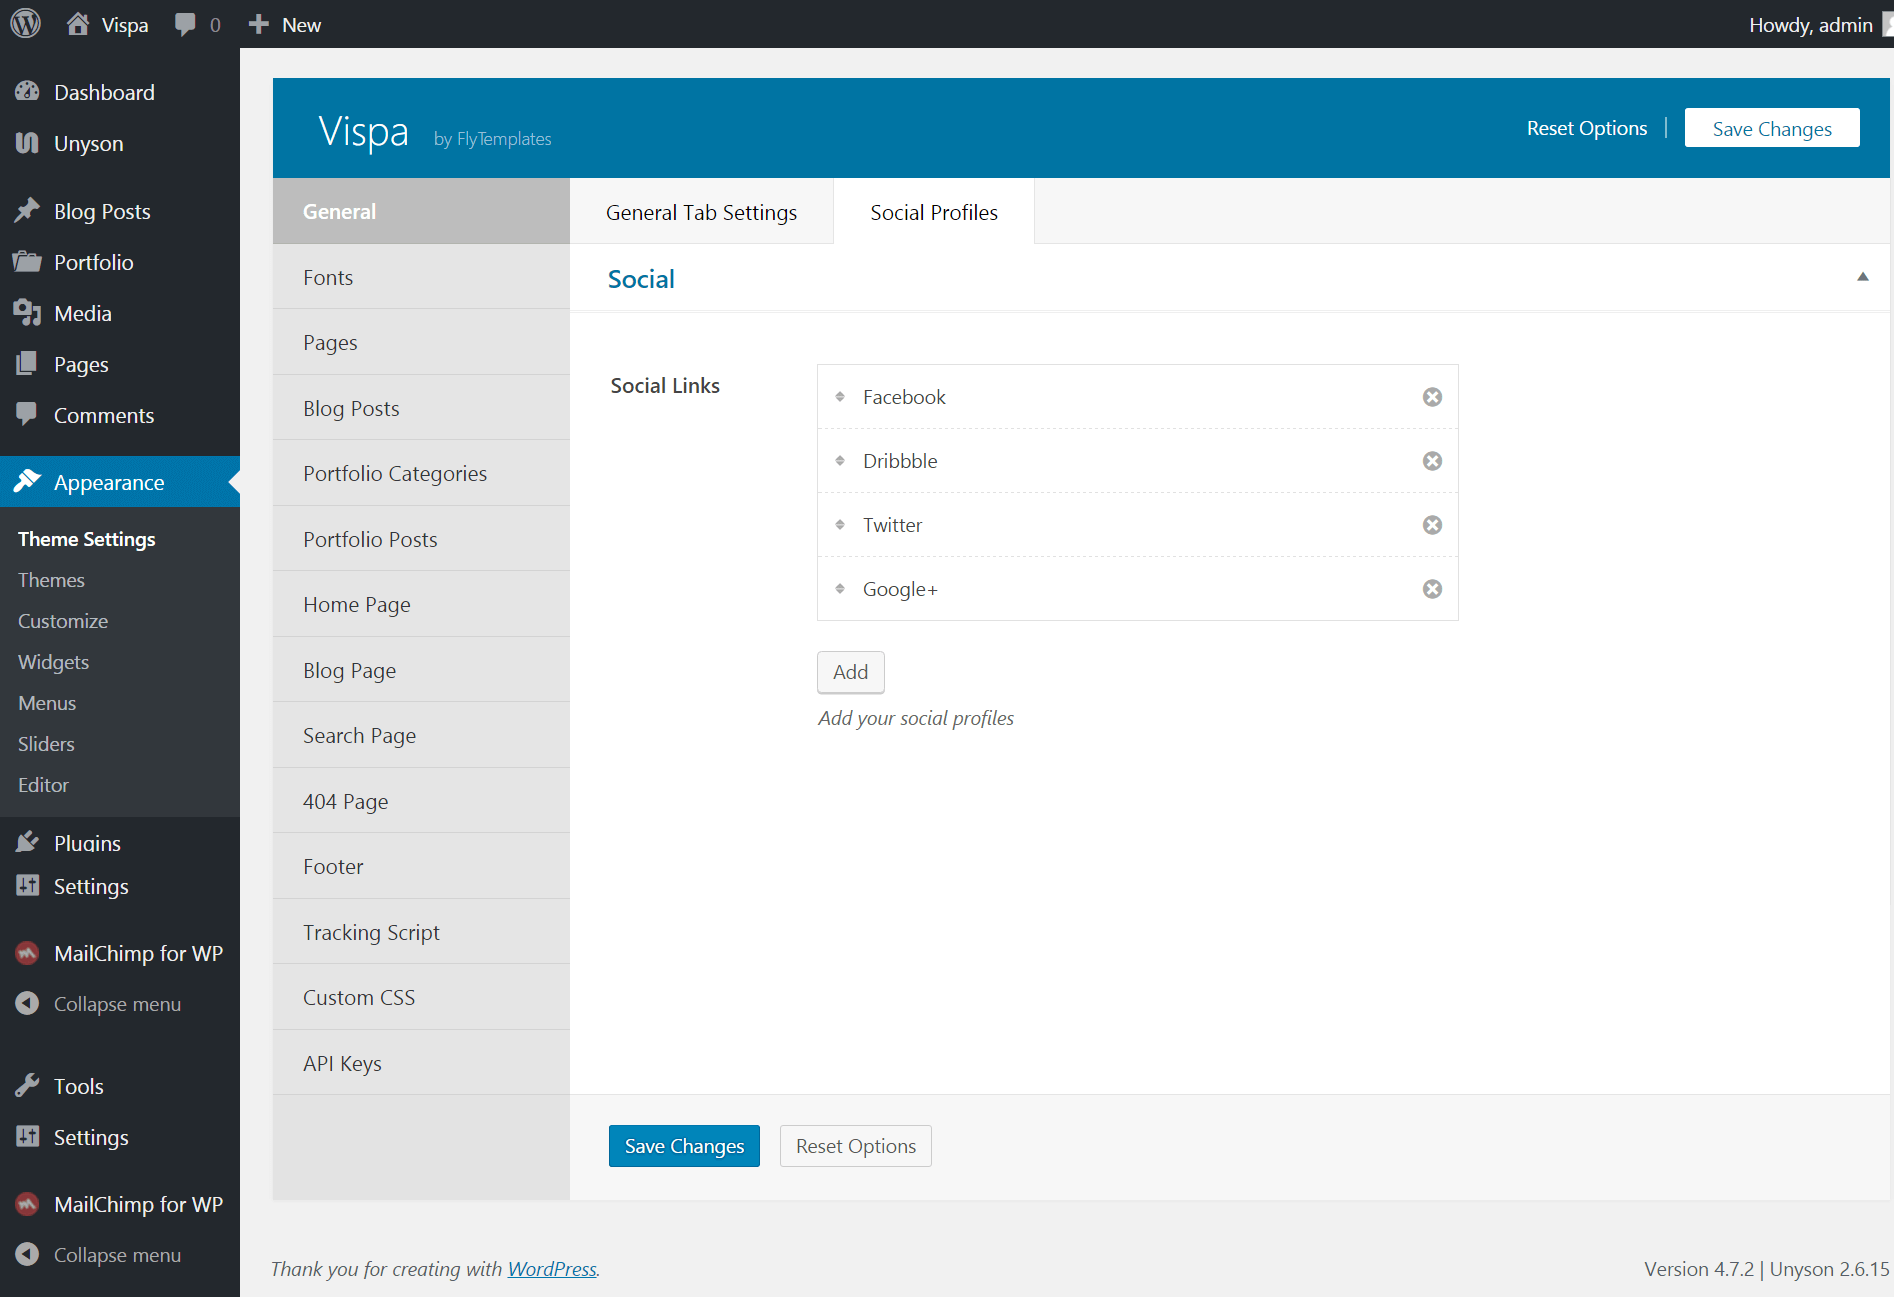 Vispa
0
New
Howdy, admin
Dashboard
Unyson
Blog Posts
Portfolio
Media
Pages
Comments
Appearance
Theme Settings
Themes
Customize
Widgets
Menus
Sliders
Editor
Plugins
Settings
MailChimp for WP
Collapse menu
Tools
Settings
MailChimp for WP
Collapse menu
Vispa by FlyTemplates
Reset Options
Save Changes
General
Fonts
Pages
Blog Posts
Portfolio Categories
Portfolio Posts
Home Page
Blog Page
Search Page
404 Page
Footer
Tracking Script
Custom CSS
API Keys
General Tab Settings
Social Profiles
Social
Social Links
Facebook
Dribbble
Twitter
Google+
Add
Add your social profiles
Save Changes
Reset Options
Thank you for creating with WordPress.
Version 4.7.2 | Unyson 2.6.15